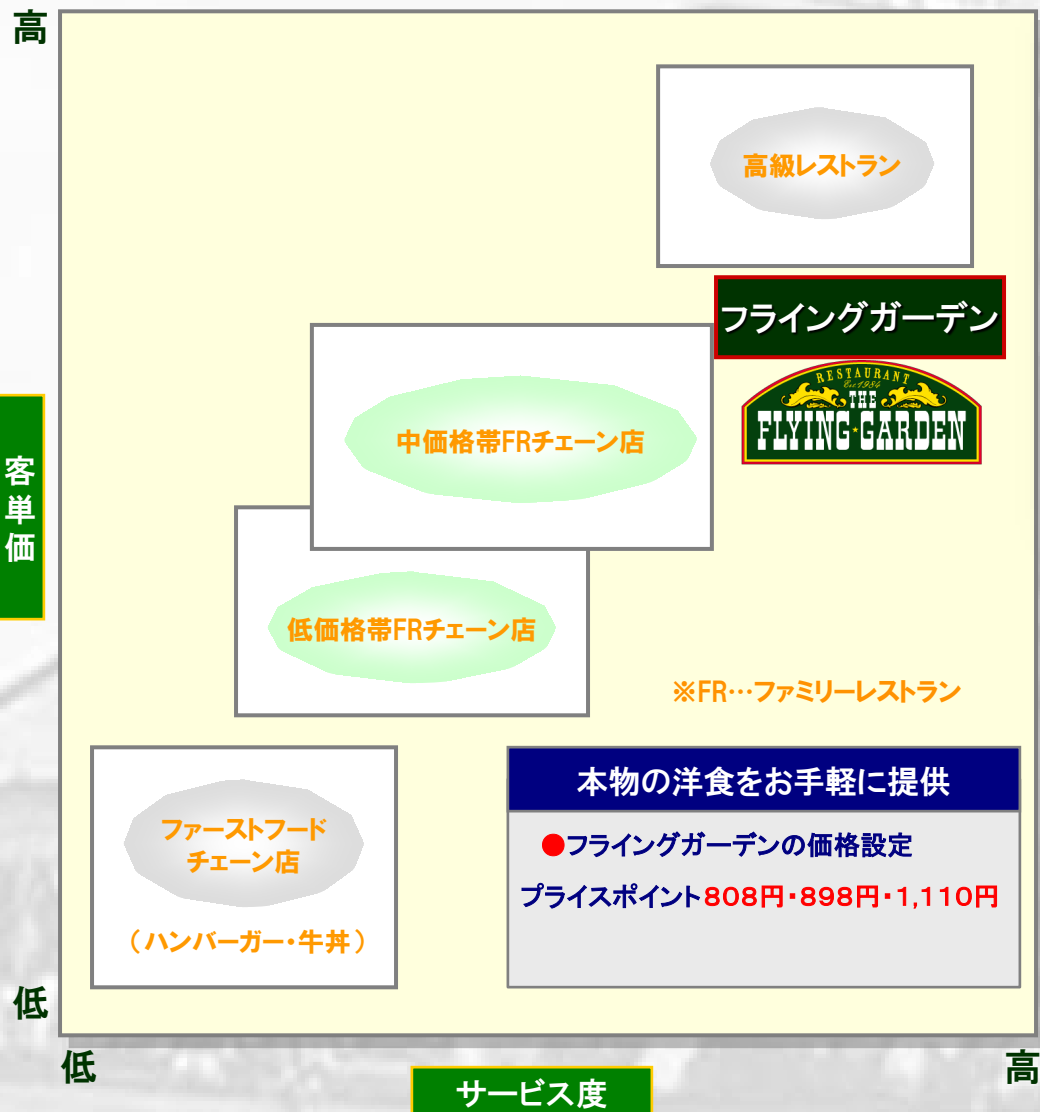 高
高級レストラン
フライングガーデン
RESTAURANT
Est 1984
THE
FLYING GARDEN
中価格帯FRチェーン店
客単価
低価格帯FRチェーン店
※FR…ファミリーレストラン
本物の洋食をお手軽に提供
●フライングガーデンの価格設定
プライスポイント808円・898円・1,110円
ファーストフード
チェーン店
（ハンバーガー・牛丼）
低
低
高
サービス度